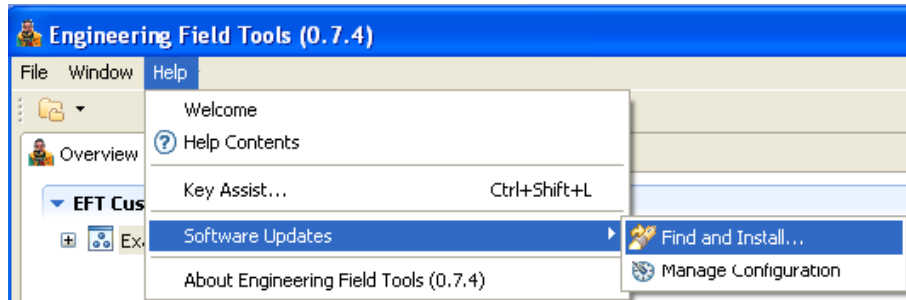 Engineering Field Tools (0.7.4)
File Window Help
Welcome
Help Contents
Overview
Key Assist... Ctrl+Shift+L
EFT Cus
Software Updates Find and Install...
Ex
Manage Configuration
About Engineering Field Tools (0.7.4)